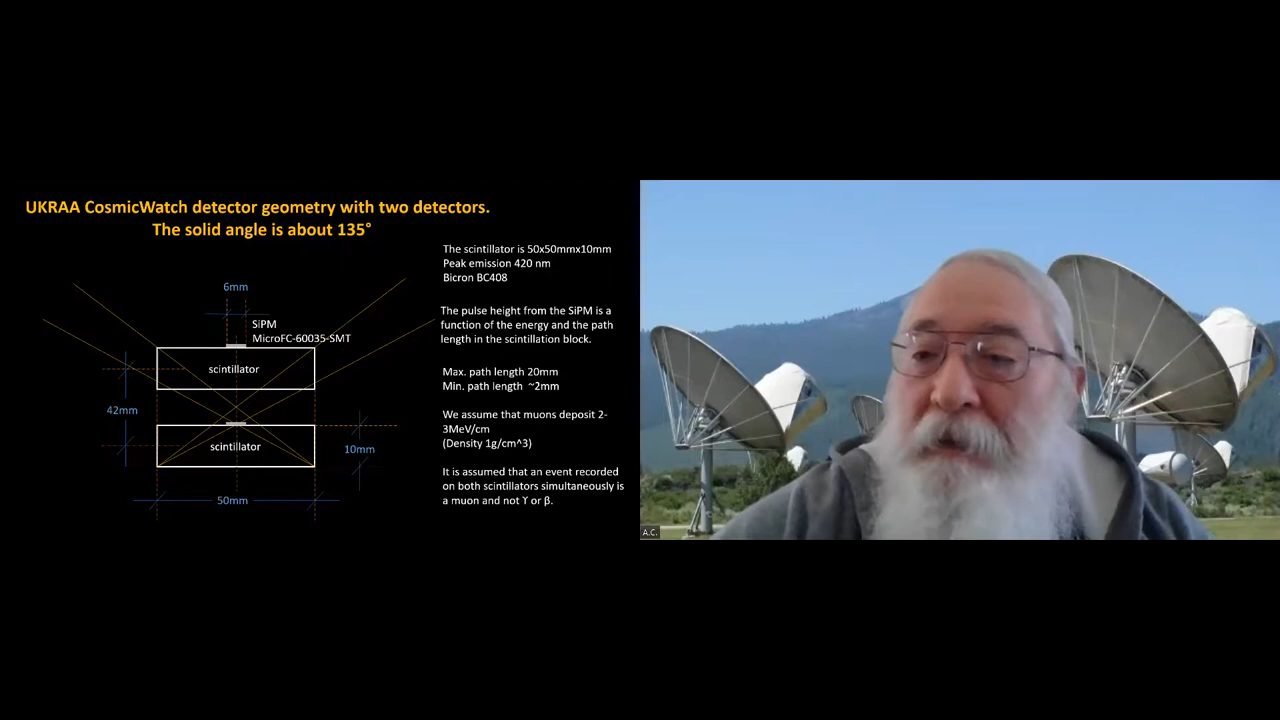 UKRAA CosmicWatch detector geometry with two detectors.
The solid angle is about 135°
The scintillator is 50x50mmx10mm
Peak emission 420 nm
Bicron BC408
6mm
SiPM
MicroFC-60035-SMT
The pulse height from the SiPM is a
function of the energy and the path
length in the scintillation block.
scintillator
Max. path length 20mm
Min. path length ~2mm
42mm
We assume that muons deposit 2-
3MeV/cm
(Density 1g/cm^3)
scintillator
10mm
It is assumed that an event recorded
on both scintillators simultaneously is
a muon and not ϒ or β.
50mm
A.C.